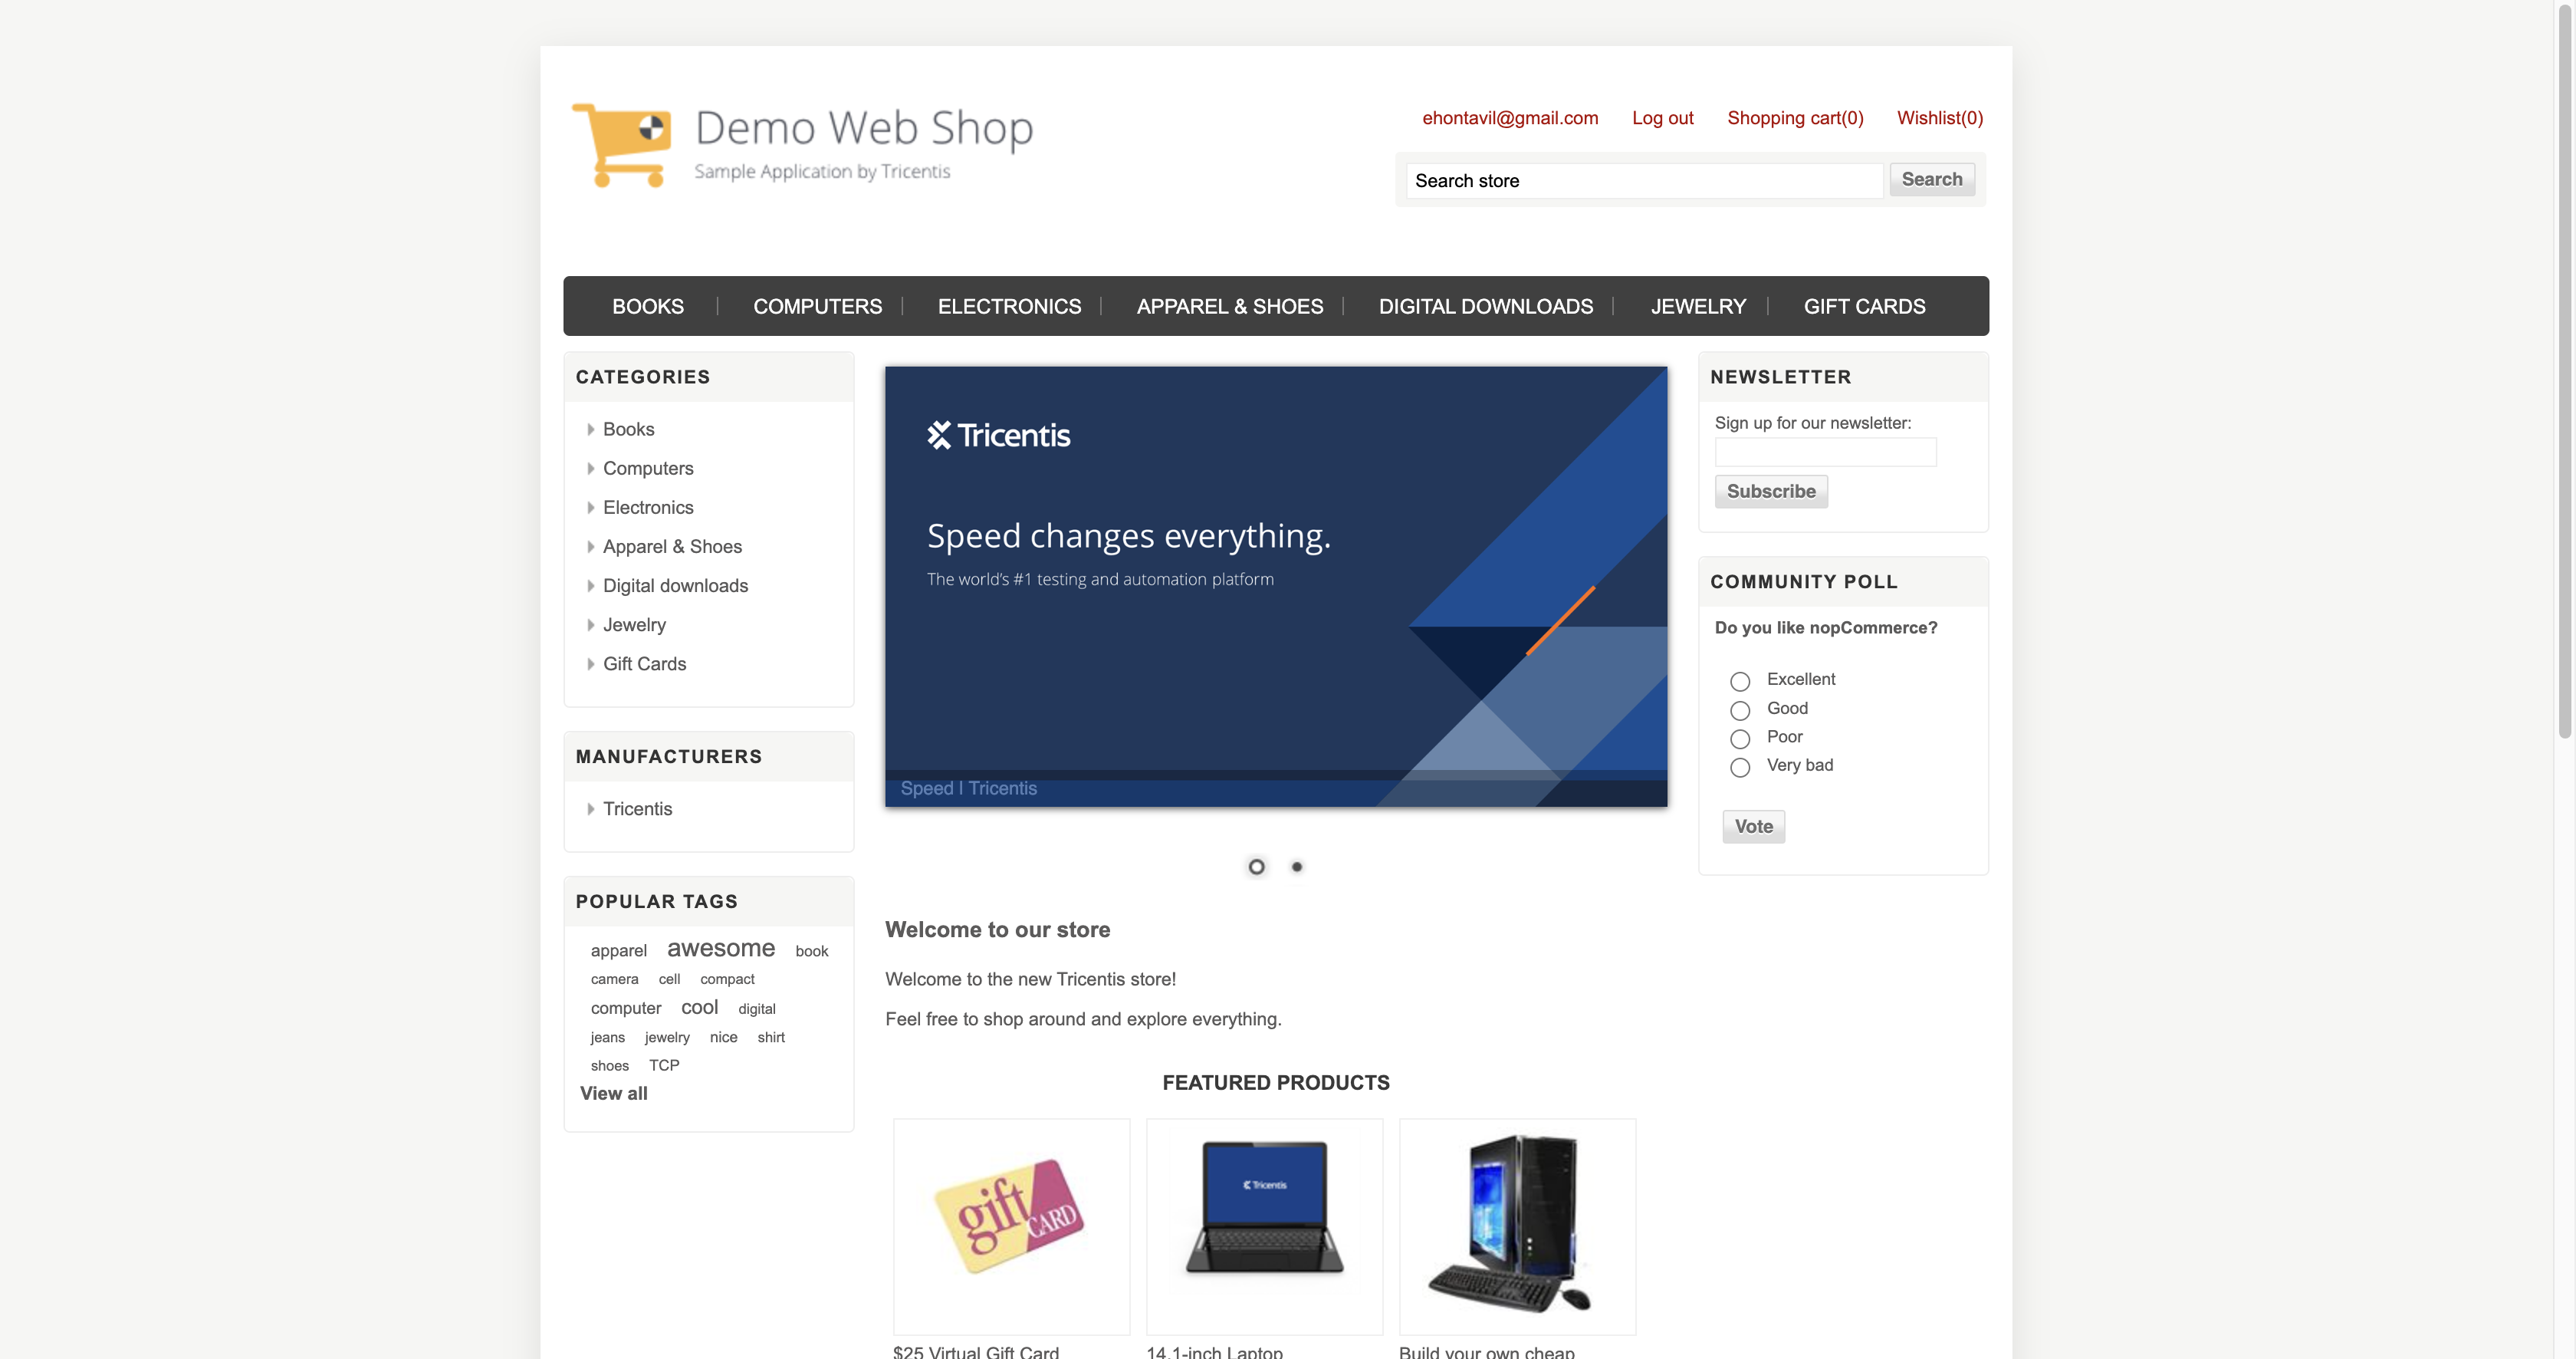 Demo Web Shop
Sample Application by Tricentis
ehontavil@gmail.com Log out Shopping cart(0) Wishlist(0)
Search store Search
BOOKS COMPUTERS ELECTRONICS APPAREL & SHOES DIGITAL DOWNLOADS JEWELRY GIFT CARDS
CATEGORIES
Books
Computers
Electronics
Apparel & Shoes
Digital downloads
Jewelry
Gift Cards
MANUFACTURERS
Tricentis
POPULAR TAGS
apparel awesome book
camera cell compact
computer cool digital
jeans jewelry nice shirt
shoes TCP
View all
Tricentis
Speed changes everything.
The world's #1 testing and automation platform
Speed I Tricentis
Welcome to our store
Welcome to the new Tricentis store!
Feel free to shop around and explore everything.
FEATURED PRODUCTS
gift CARD
Tricentis
$25 Virtual Gift Card
14.1-inch Laptop
Build your own cheap
NEWSLETTER
Sign up for our newsletter:
Subscribe
COMMUNITY POLL
Do you like nopCommerce?
Excellent
Good
Poor
Very bad
Vote